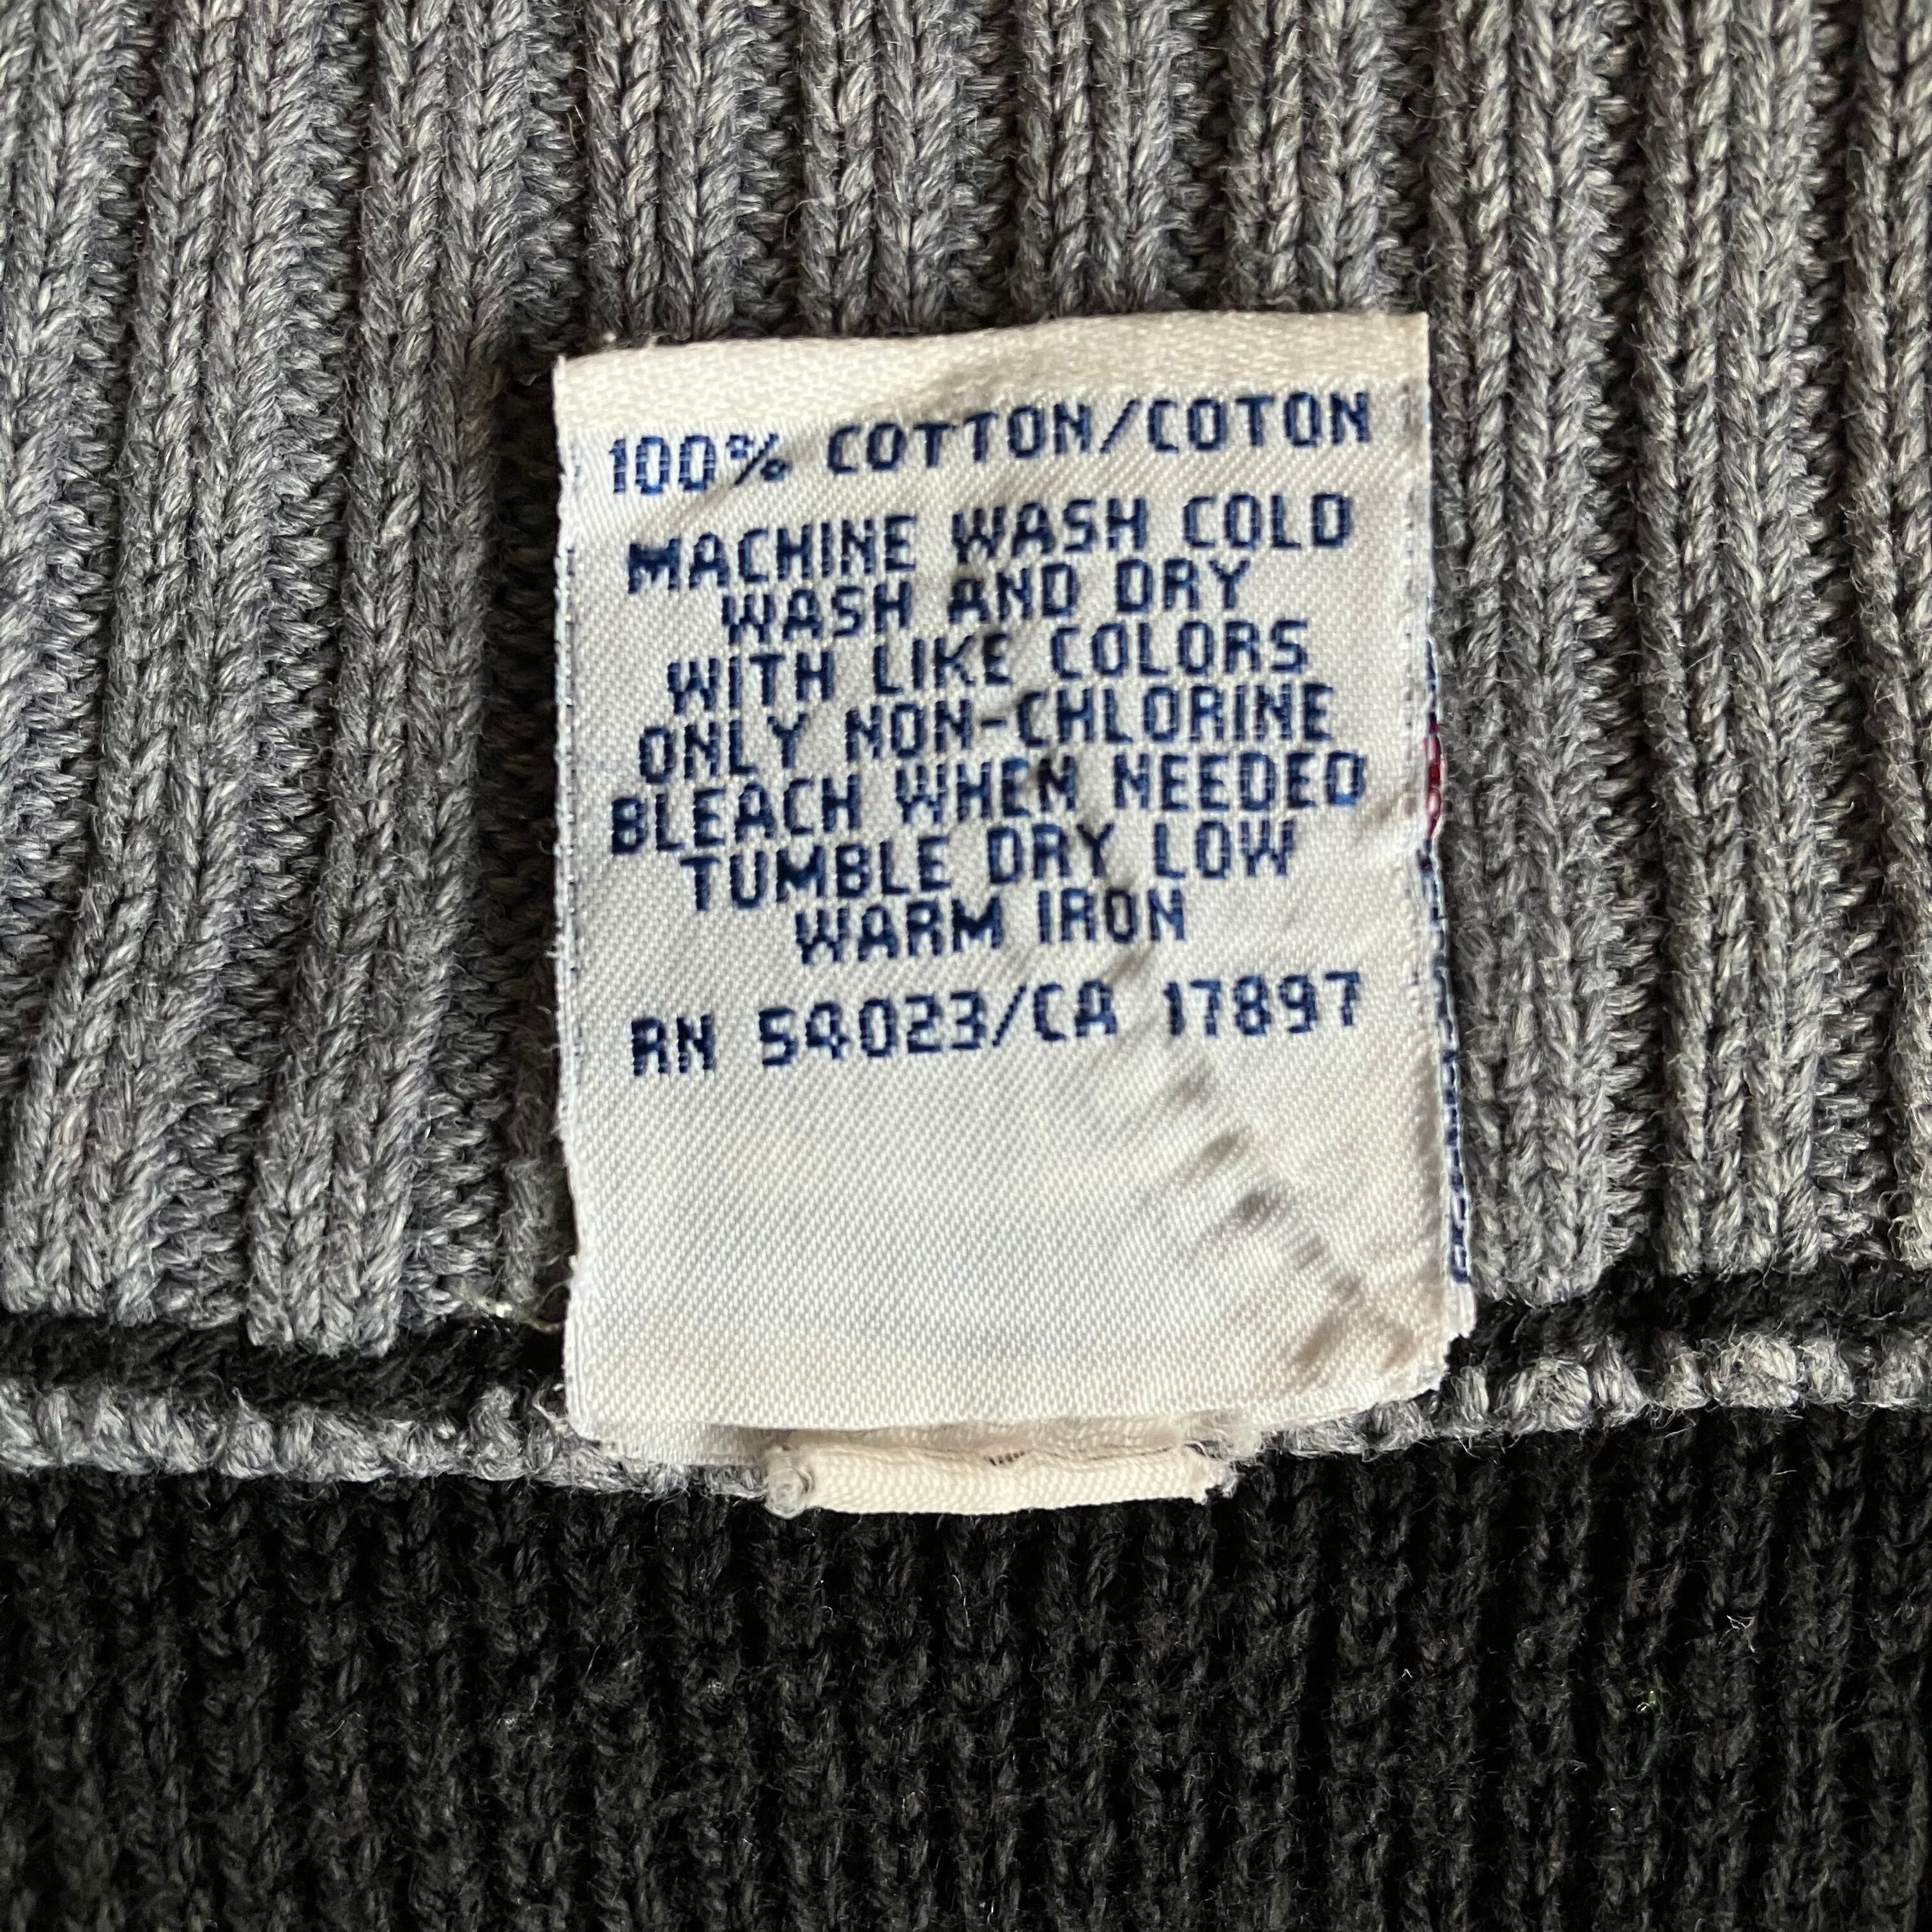 100% COTTON/COTON
MACHINE WASH COLD
WASH AND DRY
WITH LIKE COLORS
ONLY NON-CHLORINE
BLEACH WHEN NEEDED
TUMBLE DRY LOW
WARM IRON
RN 54023/CA 17897